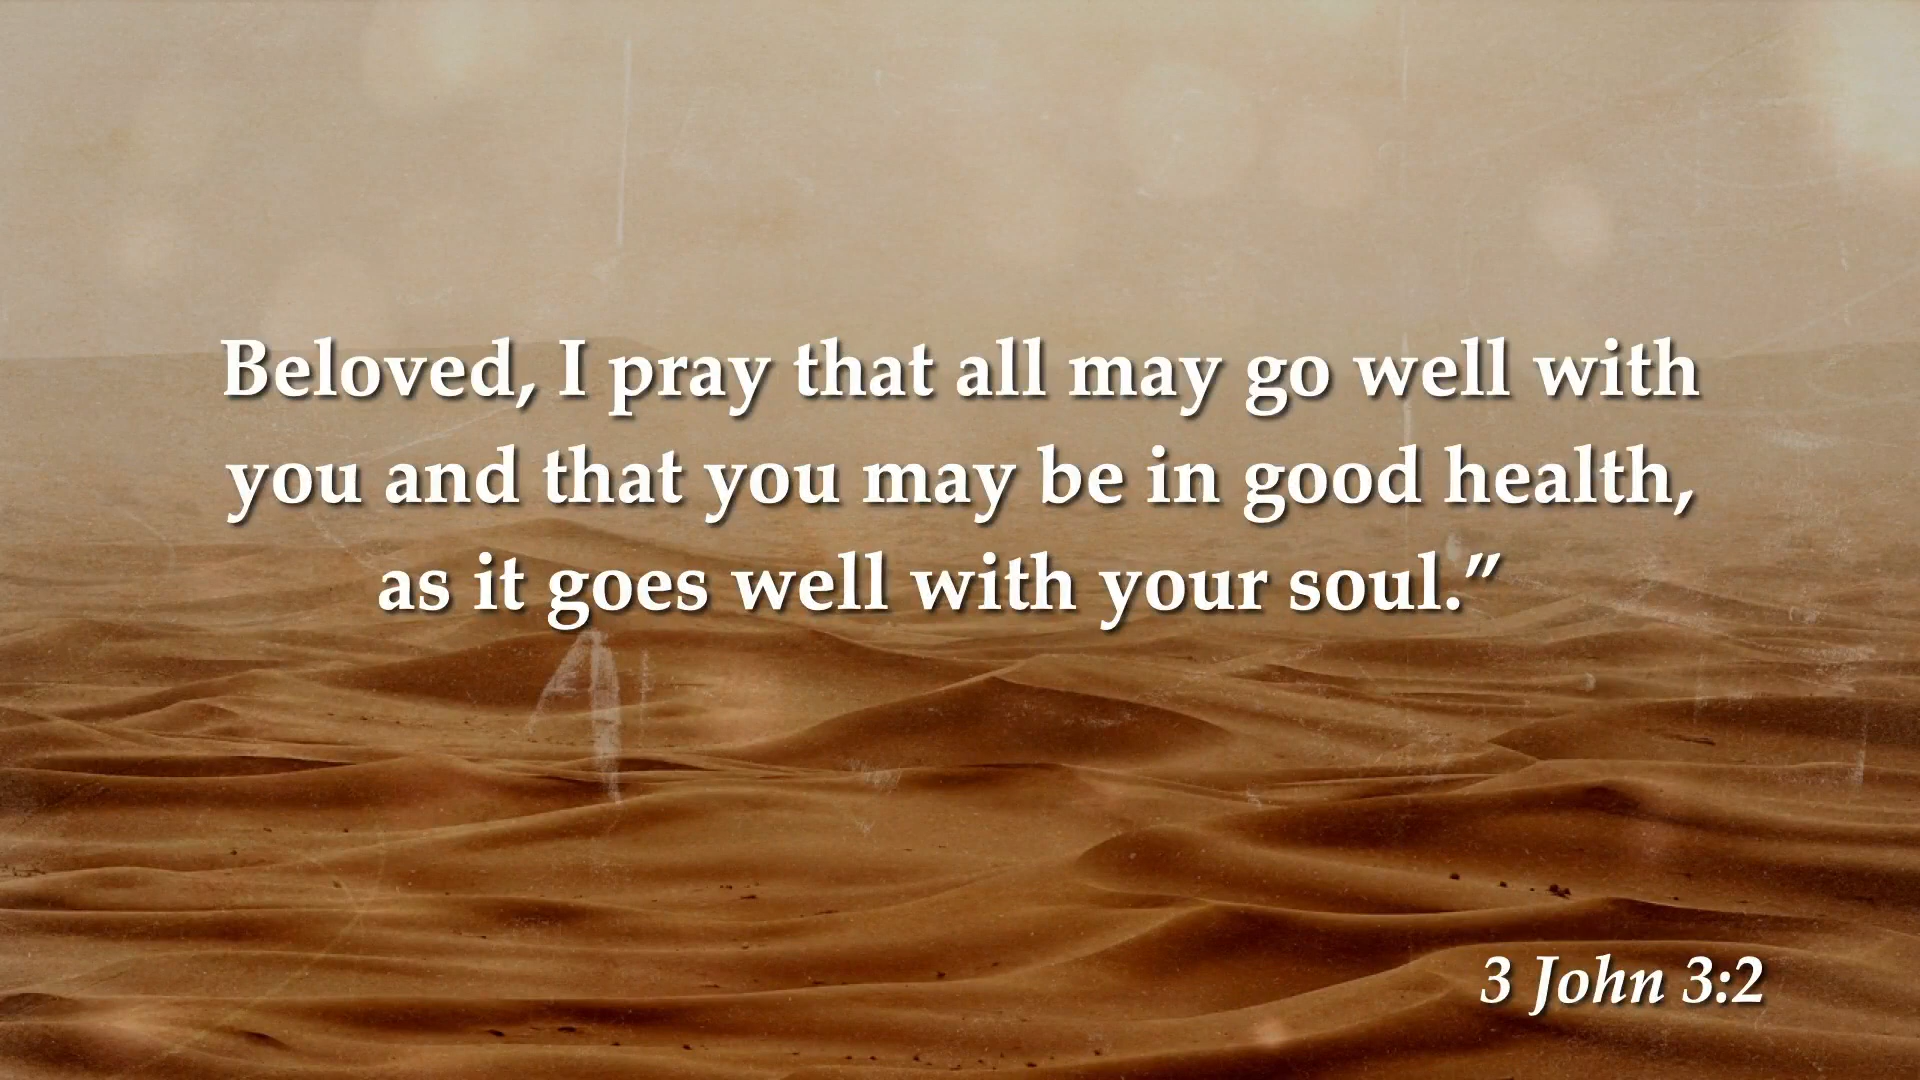 Beloved, I pray that all may go well with
you and that you may be in good health,
as it goes well with your soul.”
3 John 3:2